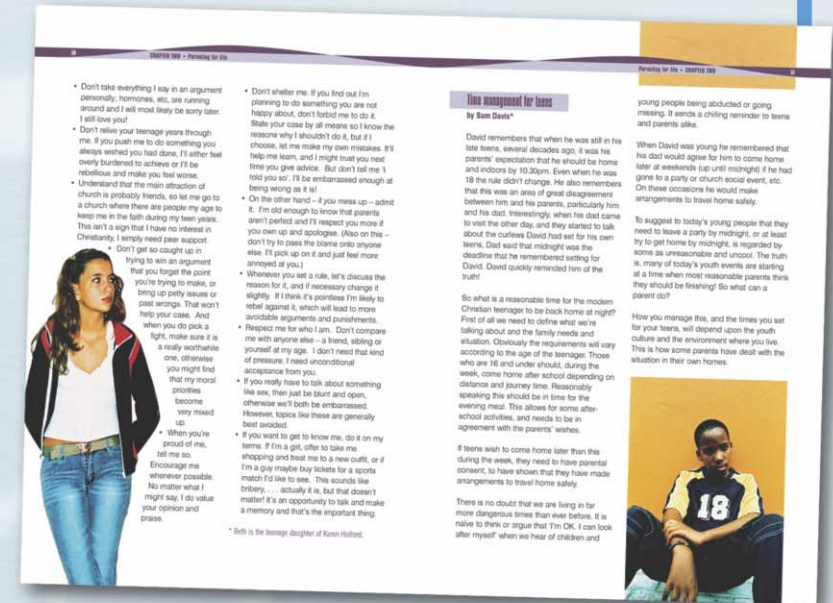 CHAPTER TWO • Parenting for life
• Don't take everything I say in an argument
personally; hormones, etc, are running
around and I will most likely be sorry later.
I still love you!
• Don't relive your teenage years through
me. If you push me to do something you
always wished you had done, I'll either feel
overly burdened to achieve or I'll be
rebellious and make you feel worse.
• Understand that the main attraction of
church is probably friends, so let me go to
a church where there are people my age to
keep me in the faith during my teen years.
This isn't a sign that I have no interest in
Christianity, I simply need peer support.
• Don't get so caught up in
trying to win an argument
that you forget the point
you're trying to make, or
bring up petty issues or
past wrongs. That won't
help your case. And
when you do pick a
fight, make sure it is
a really worthwhile
one, otherwise
you might find
that my moral
priorities
become
very mixed
up.
• When you're
proud of me,
tell me so.
Encourage me
whenever possible.
No matter what I
might say, I do value
your opinion and
praise.
• Don't shelter me. If you find out I'm
planning to do something you are not
happy about, don't forbid me to do it.
State your case by all means so I know the
reasons why I shouldn't do it, but if I
choose, let me make my own mistakes. It'll
help me learn, and I might trust you next
time you give advice. But don't tell me 'I
told you so'. I'll be embarrassed enough at
being wrong as it is!
• On the other hand – if you mess up – admit
it. I'm old enough to know that parents
aren't perfect and I'll respect you more if
you own up and apologise. (Also on this –
don't try to pass the blame onto anyone
else. I'll pick up on it and just feel more
annoyed at you.)
• Whenever you set a rule, let's discuss the
reason for it, and if necessary change it
slightly. If I think it's pointless I'm likely to
rebel against it, which will lead to more
avoidable arguments and punishments.
• Respect me for who I am. Don't compare
me with anyone else – a friend, sibling or
yourself at my age. I don't need that kind
of pressure. I need unconditional
acceptance from you.
• If you really have to talk about something
like sex, then just be blunt and open,
otherwise we'll both be embarrassed.
However, topics like these are generally
best avoided.
• If you want to get to know me, do it on my
terms. If I'm a girl, offer to take me
shopping and treat me to a new outfit, or if
I'm a guy maybe buy tickets for a sports
match I'd like to see. This sounds like
bribery, . . . actually it is, but that doesn't
matter! It's an opportunity to talk and make
a memory and that's the important thing.
* Beth is the teenage daughter of Karen Holford.
Parenting for life • CHAPTER TWO
Time management for teens
by Sam Davis*
David remembers that when he was still in his
late teens, several decades ago, it was his
parents' expectation that he should be home
and indoors by 10.30pm. Even when he was
18 the rule didn't change. He also remembers
that this was an area of great disagreement
between him and his parents, particularly him
and his dad. Interestingly, when his dad came
to visit the other day, and they started to talk
about the curfews David had set for his own
teens, Dad said that midnight was the
deadline that he remembered setting for
David. David quickly reminded him of the
truth!
So what is a reasonable time for the modern
Christian teenager to be back home at night?
First of all we need to define what we're
talking about and the family needs and
situation. Obviously the requirements will vary
according to the age of the teenager. Those
who are 16 and under should, during the
week, come home after school depending on
distance and journey time. Reasonably
speaking this should be in time for the
evening meal. This allows for some after-
school activities, and needs to be in
agreement with the parents' wishes.
If teens wish to come home later than this
during the week, they need to have parental
consent, to have shown that they have made
arrangements to travel home safely.
There is no doubt that we are living in far
more dangerous times than ever before. It is
naïve to think or argue that 'I'm OK. I can look
after myself' when we hear of children and
young people being abducted or going
missing. It sends a chilling reminder to teens
and parents alike.
When David was young he remembered that
his dad would agree for him to come home
later at weekends (up until midnight) if he had
gone to a party or church social event, etc.
On these occasions he would make
arrangements to travel home safely.
To suggest to today's young people that they
need to leave a party by midnight, or at least
try to get home by midnight, is regarded by
some as unreasonable and uncool. The truth
is, many of today's youth events are starting
at a time when most reasonable parents think
they should be finishing! So what can a
parent do?
How you manage this, and the times you set
for your teens, will depend upon the youth
culture and the environment where you live.
This is how some parents have dealt with the
situation in their own homes.
18